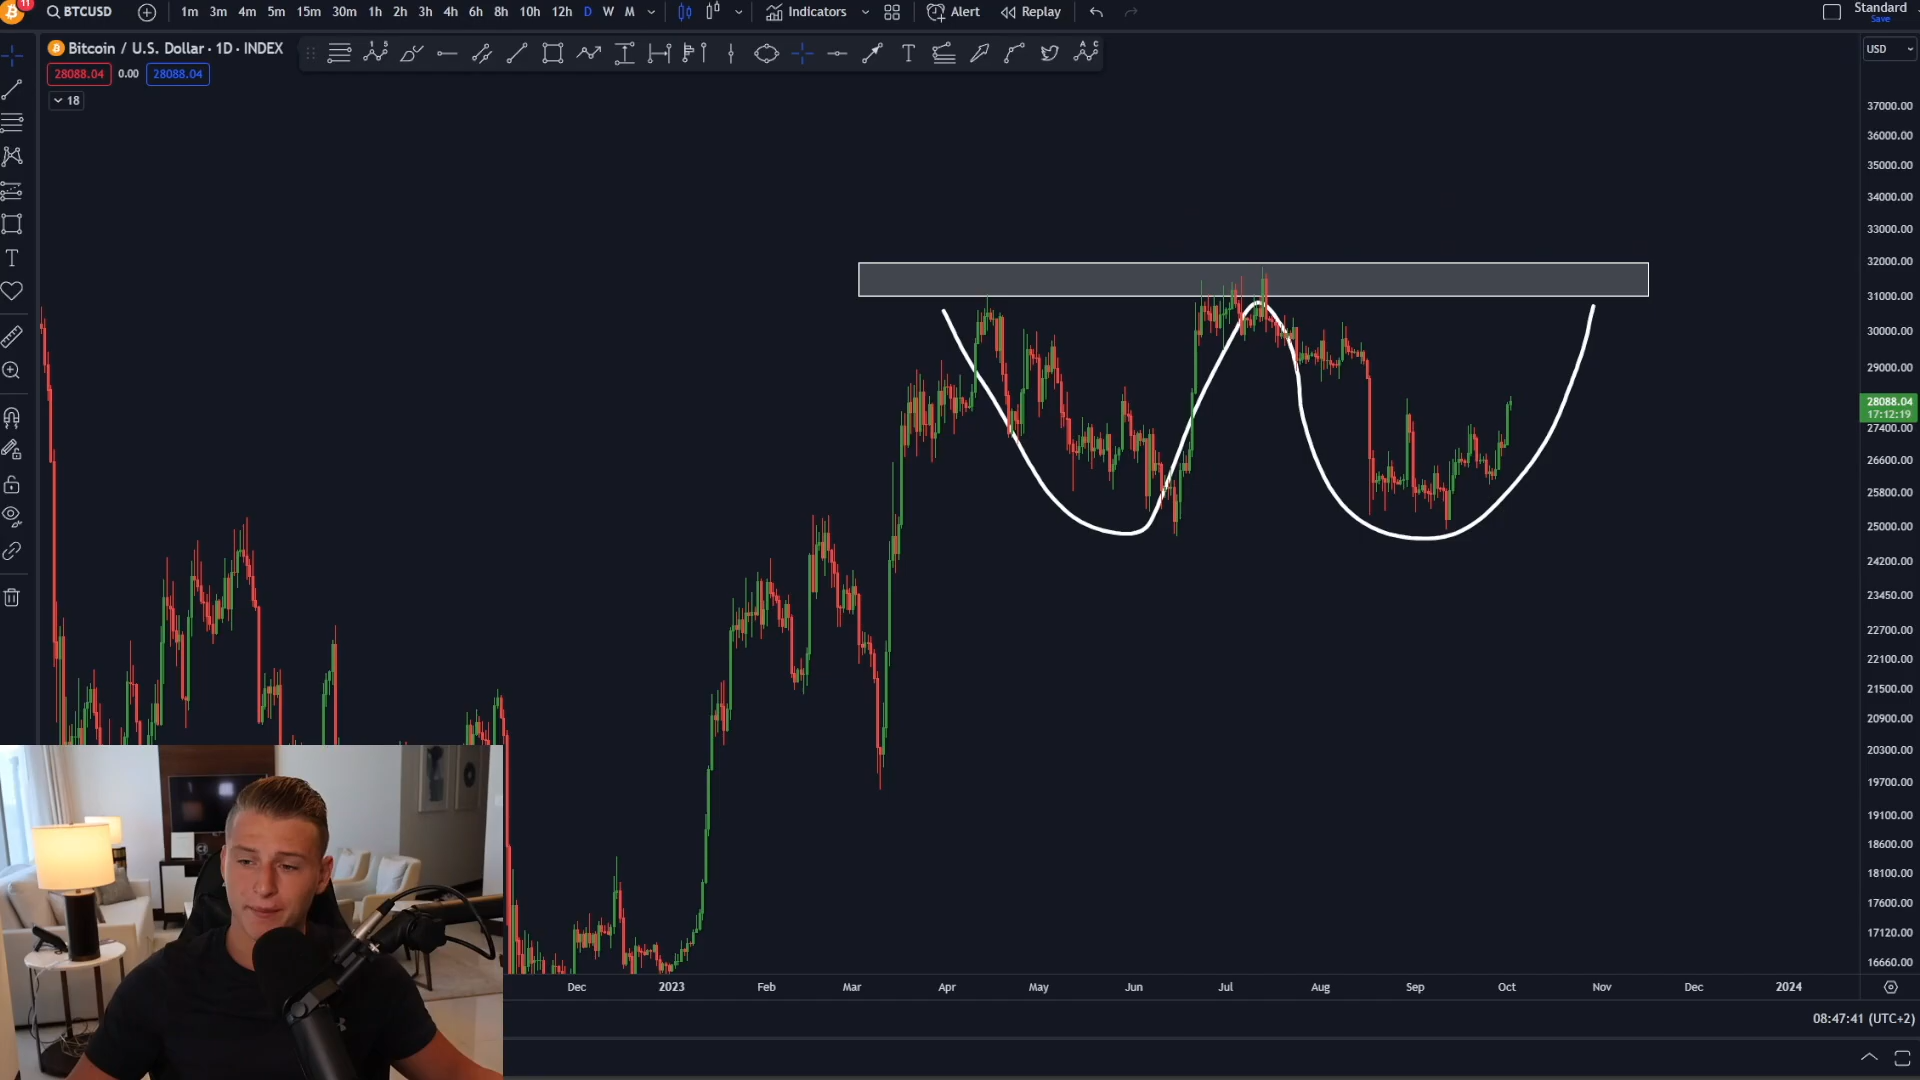 11
BTCUSD
1m 3m 4m 5m 15m 30m 1h 2h 3h 4h 6h 8h 10h 12h D W M
Indicators
Alert
Replay
Standard
Save
Bitcoin / U.S. Dollar · 1D · INDEX
USD
28088.04 0.00 28088.04
18
37000.00
36000.00
35000.00
34000.00
33000.00
32000.00
31000.00
30000.00
29000.00
28088.04
17:12:19
27400.00
26600.00
25800.00
25000.00
24200.00
23450.00
22700.00
22100.00
21500.00
20900.00
20300.00
19700.00
19100.00
18600.00
18100.00
17600.00
17120.00
16660.00
Dec 2023 Feb Mar Apr May Jun Jul Aug Sep Oct Nov Dec 2024
08:47:41 (UTC+2)